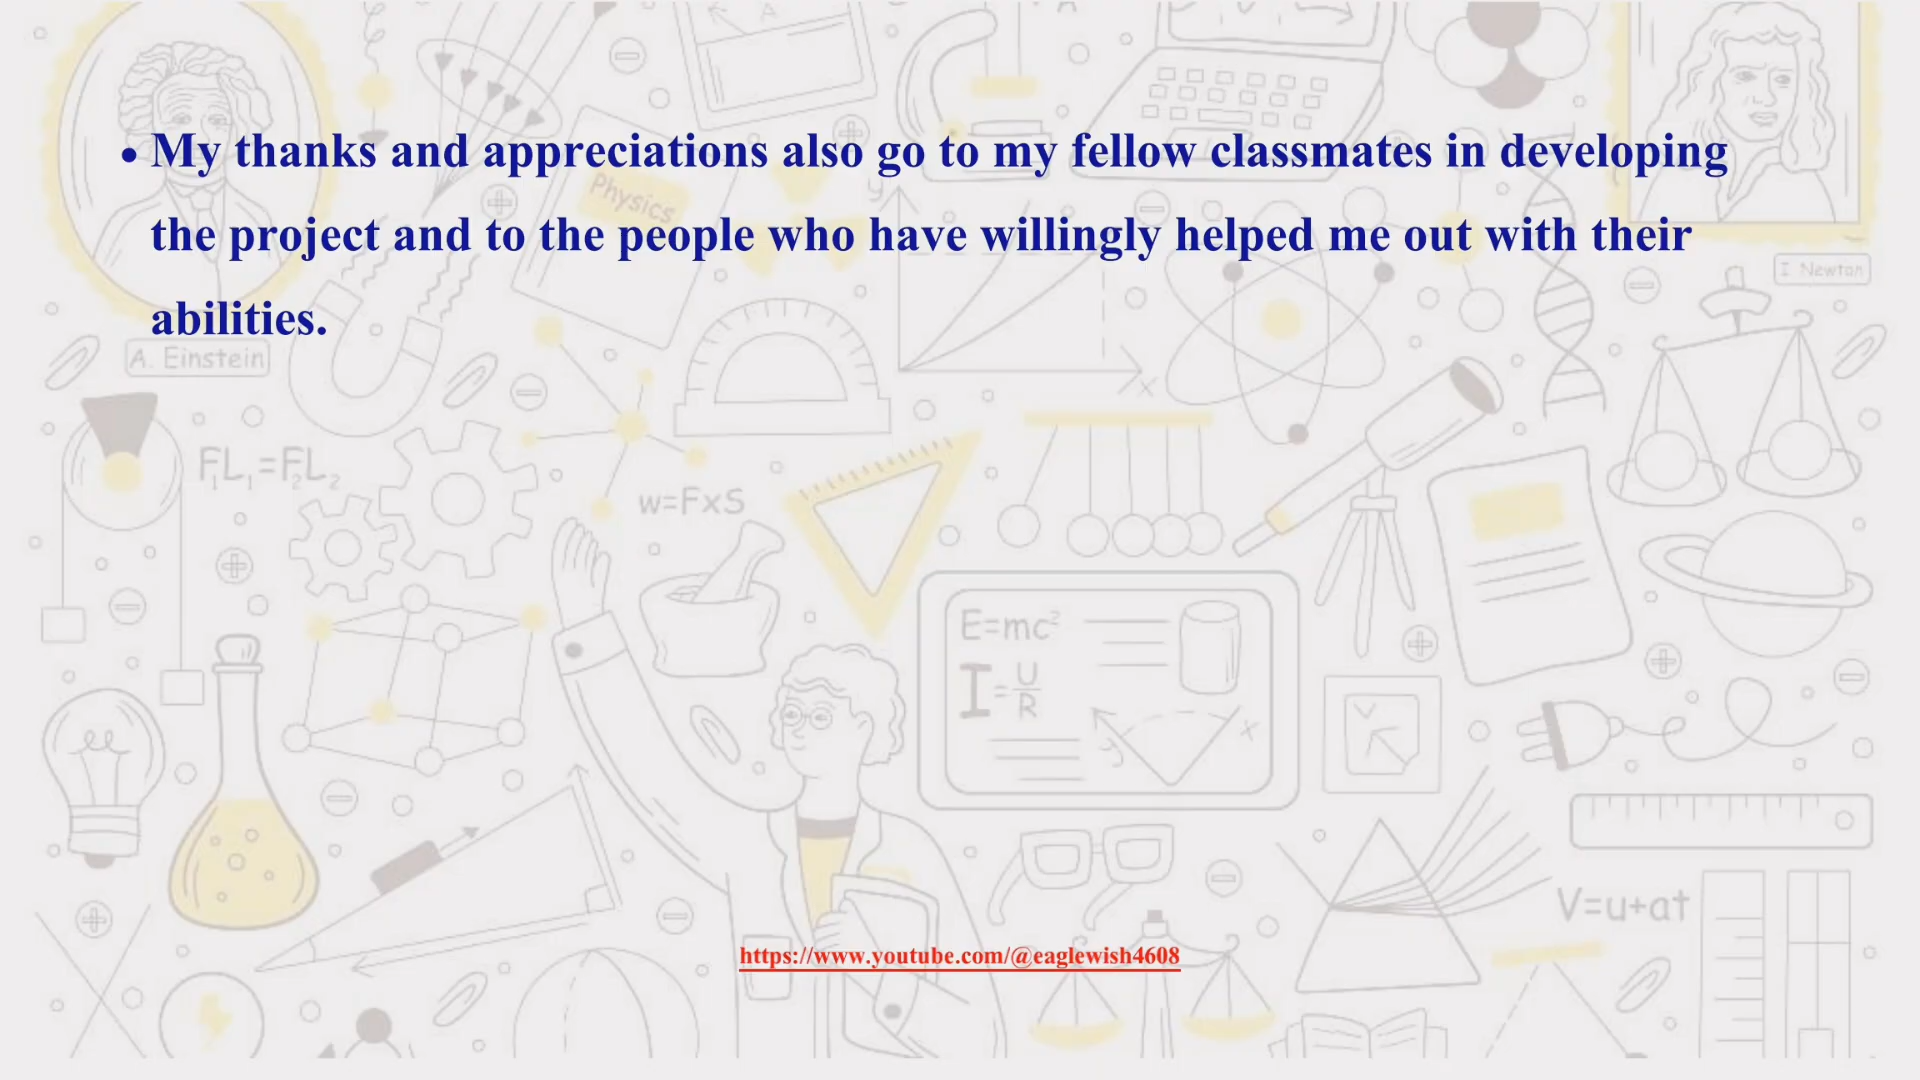 • My thanks and appreciations also go to my fellow classmates in developing
the project and to the people who have willingly helped me out with their
abilities.
Physics
I. Newton
A. Einstein
F₁L₁=F₂L₂
w=FxS
E=mc²
I=U/R
V=u+at
https://www.youtube.com/@eaglewish4608